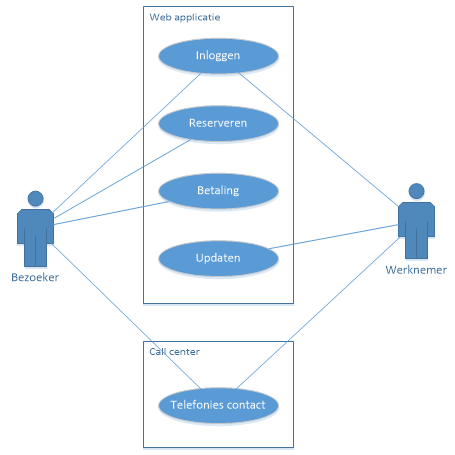 Web applicatie
Inloggen
Reserveren
Betaling
Updaten
Bezoeker
Werknemer
Call center
Telefonies contact